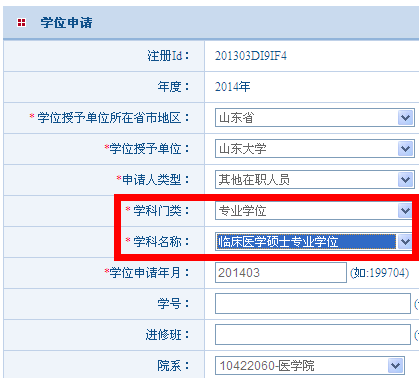 学位申请
注册Id： 201303DI9IF4
年度： 2014年
* 学位授予单位所在省市地区： 山东省
*学位授予单位： 山东大学
*申请人类型： 其他在职人员
* 学科门类： 专业学位
* 学科名称： 临床医学硕士专业学位
*学位申请年月： 201403 (如:199704)
学号： (
进修班： (
院系： 10422060-医学院